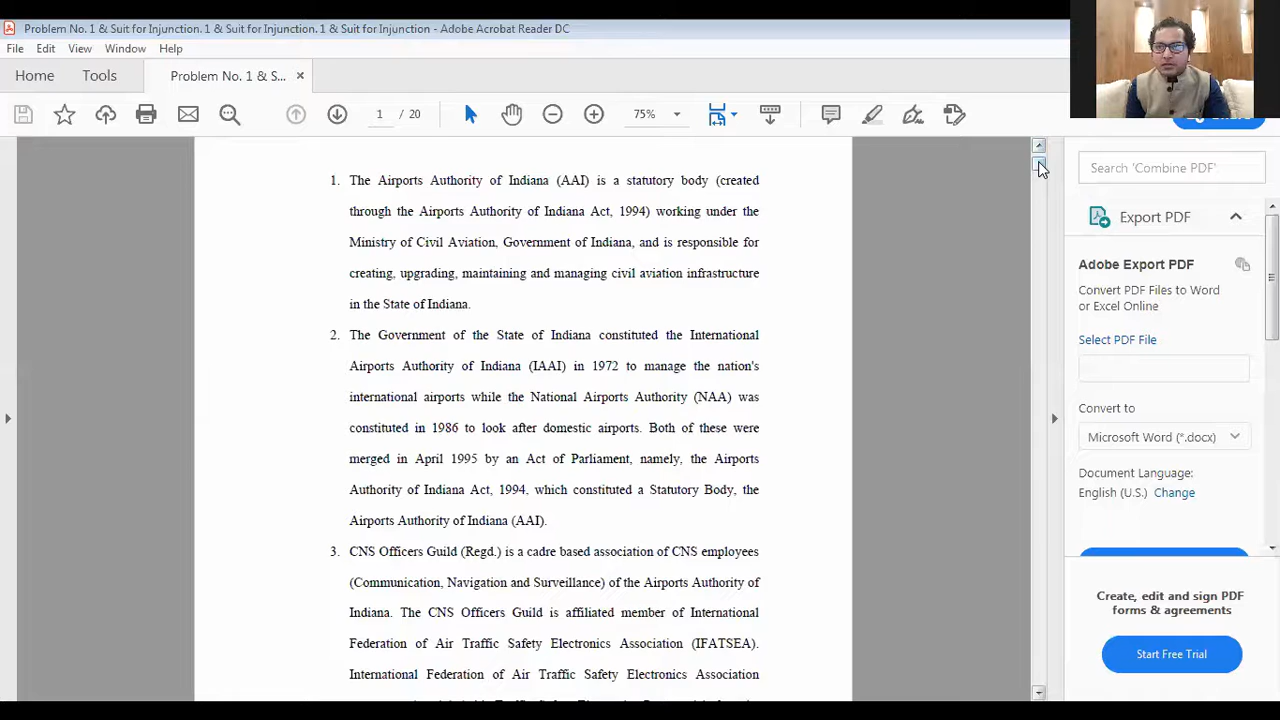 Problem No. 1 & Suit for Injunction. 1 & Suit for Injunction. 1 & Suit for Injunction - Adobe Acrobat Reader DC
File Edit View Window Help
Home Tools Problem No. 1 & S... ×
1 / 20 75%
1. The Airports Authority of Indiana (AAI) is a statutory body (created
through the Airports Authority of Indiana Act, 1994) working under the
Ministry of Civil Aviation, Government of Indiana, and is responsible for
creating, upgrading, maintaining and managing civil aviation infrastructure
in the State of Indiana.
2. The Government of the State of Indiana constituted the International
Airports Authority of Indiana (IAAI) in 1972 to manage the nation's
international airports while the National Airports Authority (NAA) was
constituted in 1986 to look after domestic airports. Both of these were
merged in April 1995 by an Act of Parliament, namely, the Airports
Authority of Indiana Act, 1994, which constituted a Statutory Body, the
Airports Authority of Indiana (AAI).
3. CNS Officers Guild (Regd.) is a cadre based association of CNS employees
(Communication, Navigation and Surveillance) of the Airports Authority of
Indiana. The CNS Officers Guild is affiliated member of International
Federation of Air Traffic Safety Electronics Association (IFATSEA).
International Federation of Air Traffic Safety Electronics Association
Search 'Combine PDF'
Export PDF
Adobe Export PDF
Convert PDF Files to Word
or Excel Online
Select PDF File
Convert to
Microsoft Word (*.docx)
Document Language:
English (U.S.) Change
Create, edit and sign PDF
forms & agreements
Start Free Trial